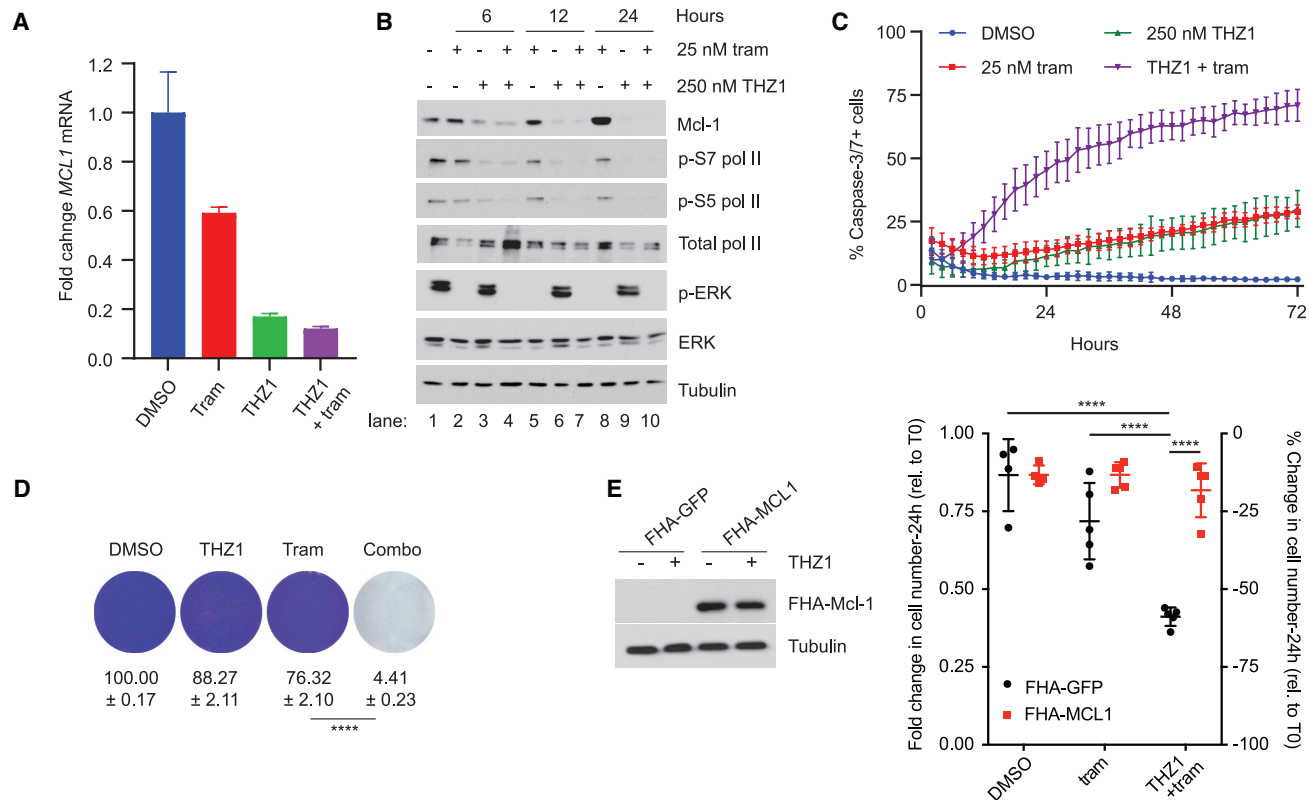 A
Fold cahnge MCL1 mRNA
1.2
1.0
0.8
0.6
0.4
0.2
0.0
DMSO
Tram
THZ1
THZ1
+ tram
B
6 12 24 Hours
- + - + + - + + - + 25 nM tram
- - + + - + + - + + 250 nM THZ1
Mcl-1
p-S7 pol II
p-S5 pol II
Total pol II
p-ERK
ERK
Tubulin
lane: 1 2 3 4 5 6 7 8 9 10
C
DMSO 250 nM THZ1
25 nM tram THZ1 + tram
% Caspase-3/7+ cells
100
75
50
25
0
0 24 48 72
Hours
D
DMSO THZ1 Tram Combo
100.00 88.27 76.32 4.41
± 0.17 ± 2.11 ± 2.10 ± 0.23
****
E
FHA-GFP FHA-MCL1
- + - + THZ1
FHA-Mcl-1
Tubulin
****
****
****
Fold change in cell number-24h (rel. to T0)
1.00
0.75
0.50
0.25
0.00
FHA-GFP
FHA-MCL1
0
-25
-50
-75
-100
% Change in cell number-24h (rel. to T0)
DMSO
tram
THZ1
+tram